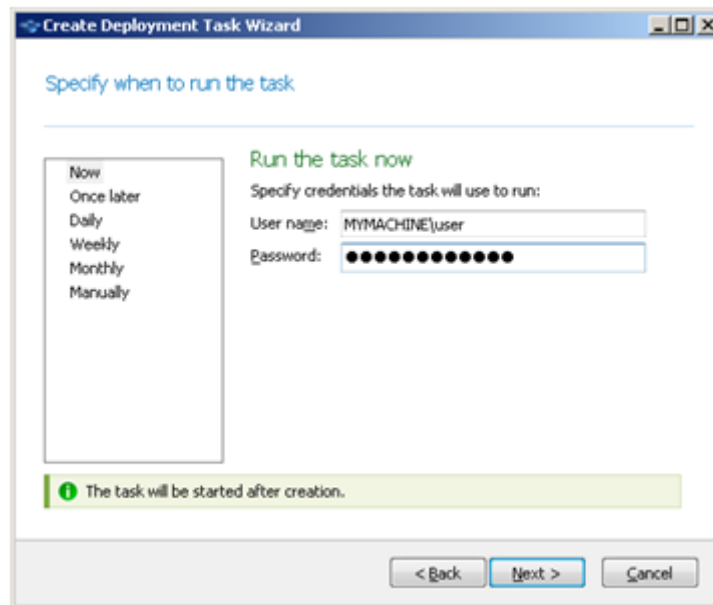 Create Deployment Task Wizard
Specify when to run the task
Now
Once later
Daily
Weekly
Monthly
Manually
Run the task now
Specify credentials the task will use to run:
User name: MYMACHINE\user
Password: ●●●●●●●●●●●●
The task will be started after creation.
< Back
Next >
Cancel